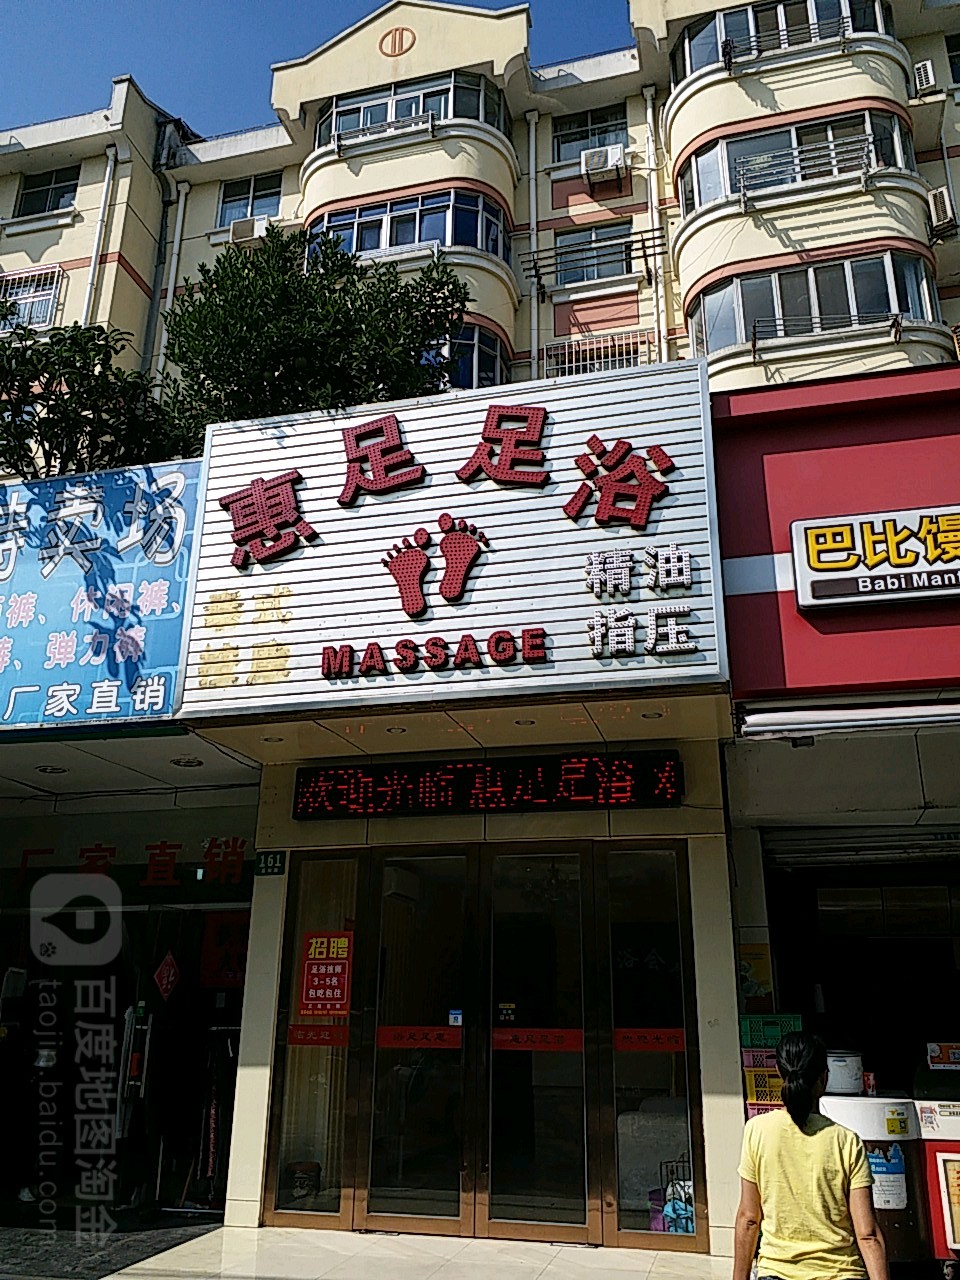 惠足足浴
精油
指压
MASSAGE
卖场
裤、休闲裤、
弹力裤
厂家直销
巴比馒
Babi Mant
欢迎光临 惠足足浴
厂家直销
161
招聘
足浴技师
3-5名
包吃包住
百度地图淘金
taojin.baidu.com